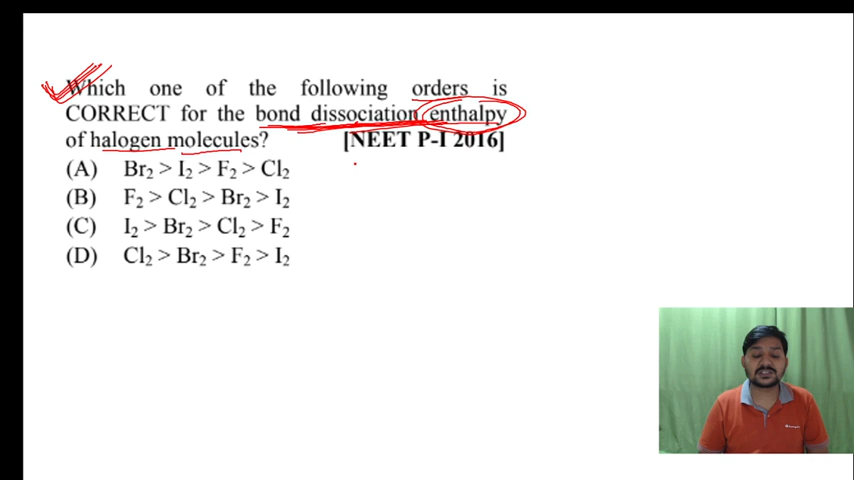 Which one of the following orders is
CORRECT for the bond dissociation enthalpy
of halogen molecules? [NEET P-I 2016]
(A) Br₂ > I₂ > F₂ > Cl₂
(B) F₂ > Cl₂ > Br₂ > I₂
(C) I₂ > Br₂ > Cl₂ > F₂
(D) Cl₂ > Br₂ > F₂ > I₂